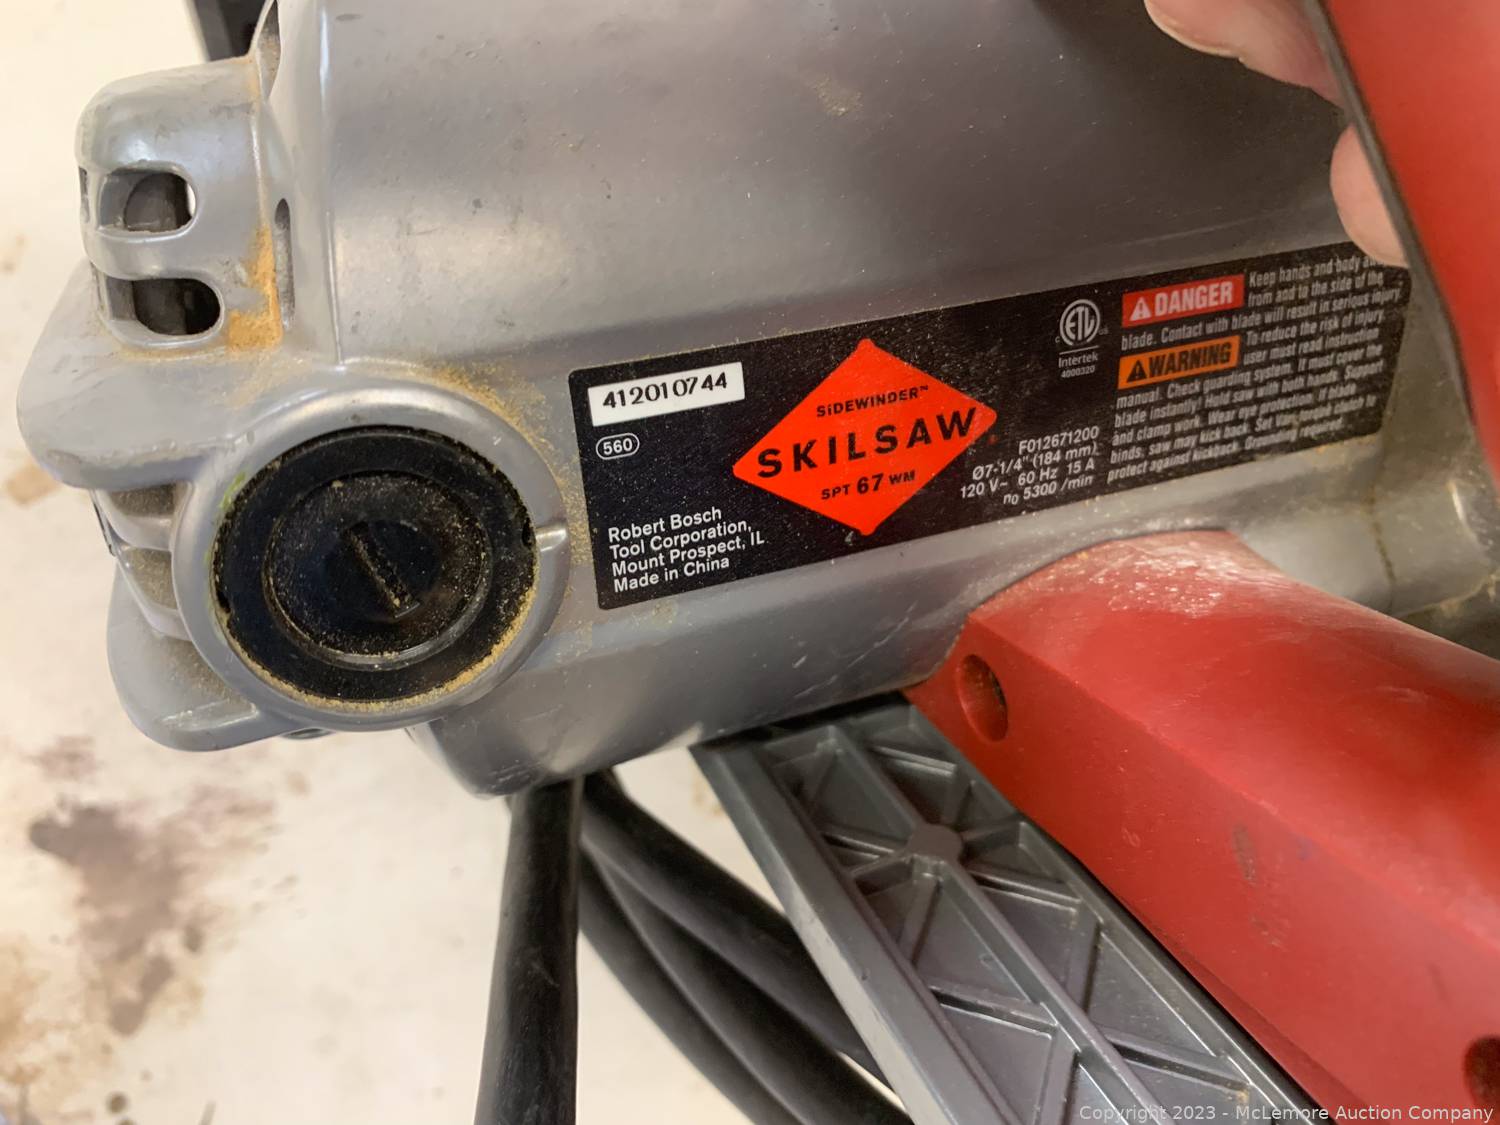 412010744
560
Robert Bosch
Tool Corporation,
Mount Prospect, IL
Made in China
SiDEWINDER™
SKILSAW
SPT 67 WM
C ETL US
Intertek
4000320
F012671200
Ø7-1/4" (184 mm)
120 V~ 60 Hz 15 A
n₀ 5300 /min
DANGER Keep hands and body away
from and to the side of the
blade. Contact with blade will result in serious injury.
WARNING To reduce the risk of injury,
user must read instruction
manual. Check guarding system. It must cover the
blade instantly! Hold saw with both hands. Support
and clamp work. Wear eye protection. If blade
binds, saw may kick back. Set Vari-torque clutch to
protect against kickback. Grounding required.
Copyright 2023 - McLemore Auction Company